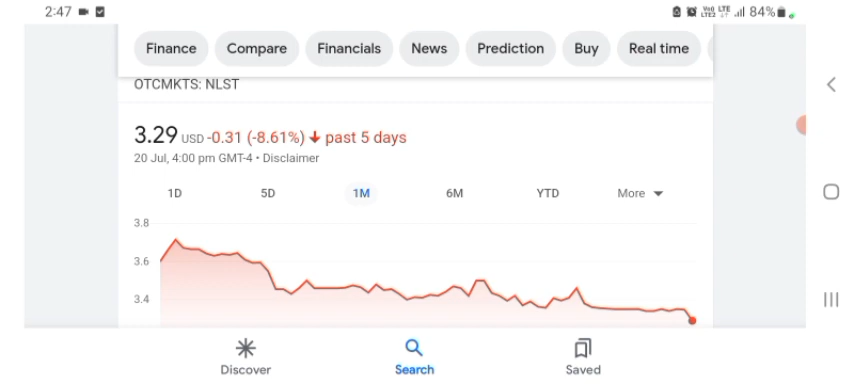 2:47 84%
Finance Compare Financials News Prediction Buy Real time
OTCMKTS: NLST
3.29 USD -0.31 (-8.61%) ↓ past 5 days
20 Jul, 4:00 pm GMT-4 • Disclaimer
1D 5D 1M 6M YTD More
3.8
3.6
3.4
Discover Search Saved